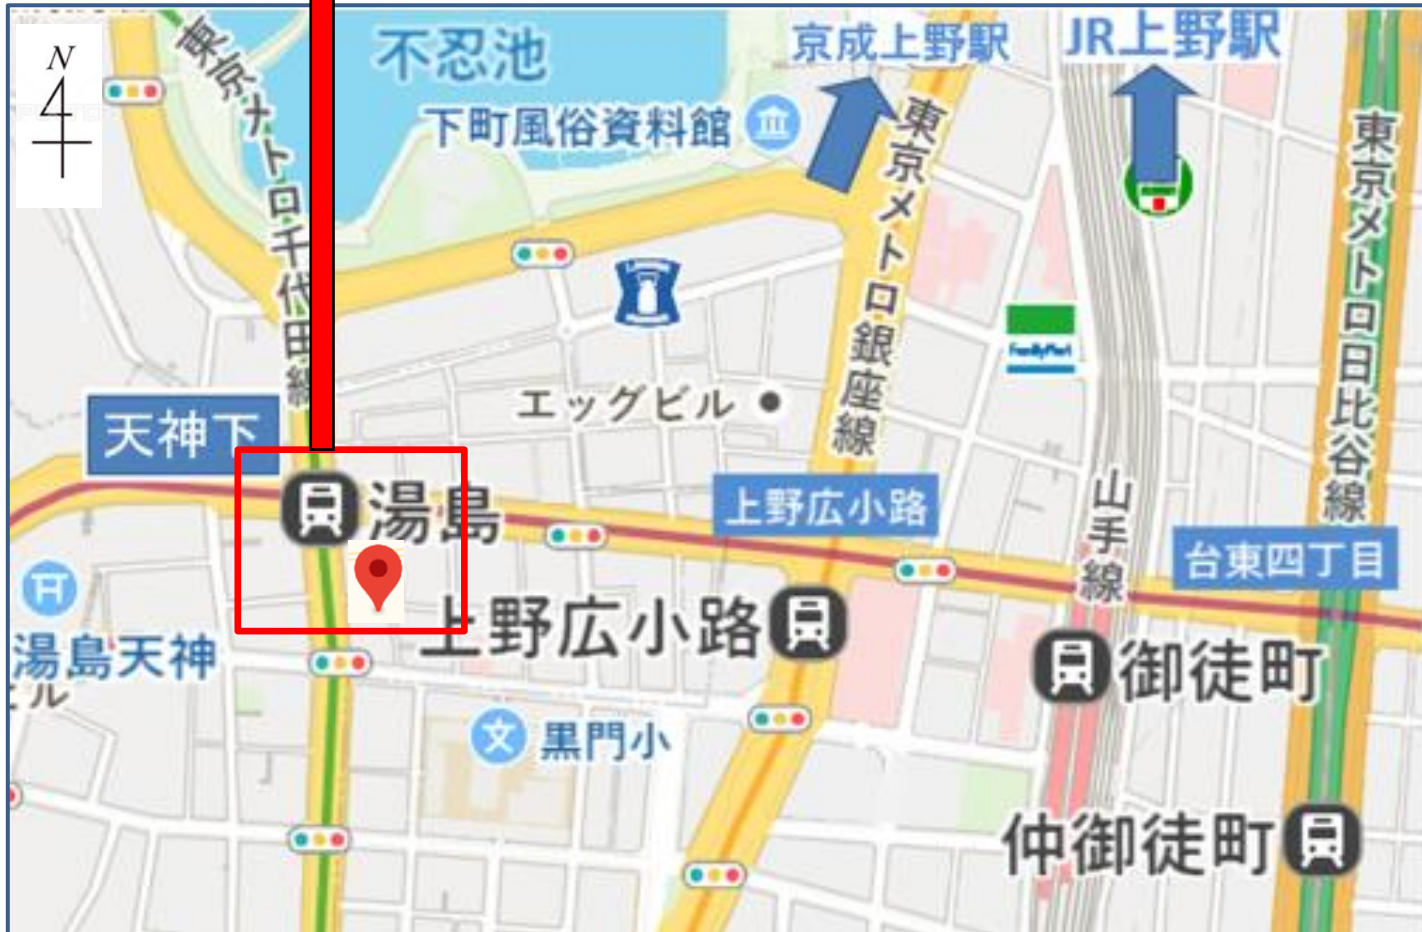 N
不忍池
京成上野駅
JR上野駅
下町風俗資料館
東京メトロ千代田線
東京メトロ銀座線
東京メトロ日比谷線
FamilyMart
エッグビル
天神下
湯島
上野広小路
山手線
台東四丁目
上野広小路
湯島天神
ビル
御徒町
文
黒門小
仲御徒町